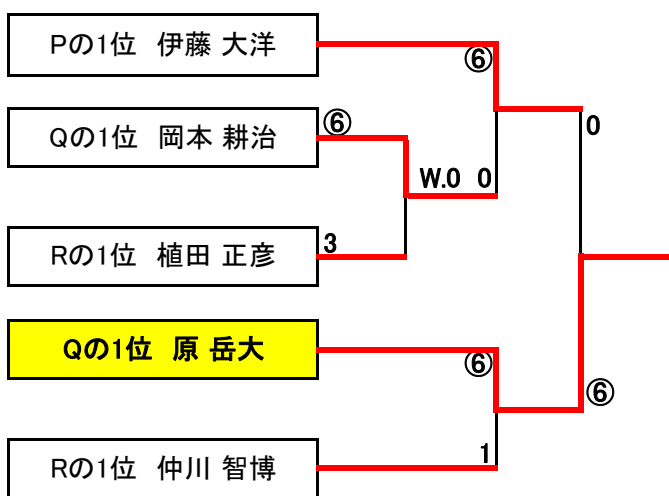 Pの1位 伊藤 大洋
⑥
Qの1位 岡本 耕治
⑥
0
W.0 0
Rの1位 植田 正彦
3
Qの1位 原 岳大
⑥
⑥
Rの1位 仲川 智博
1